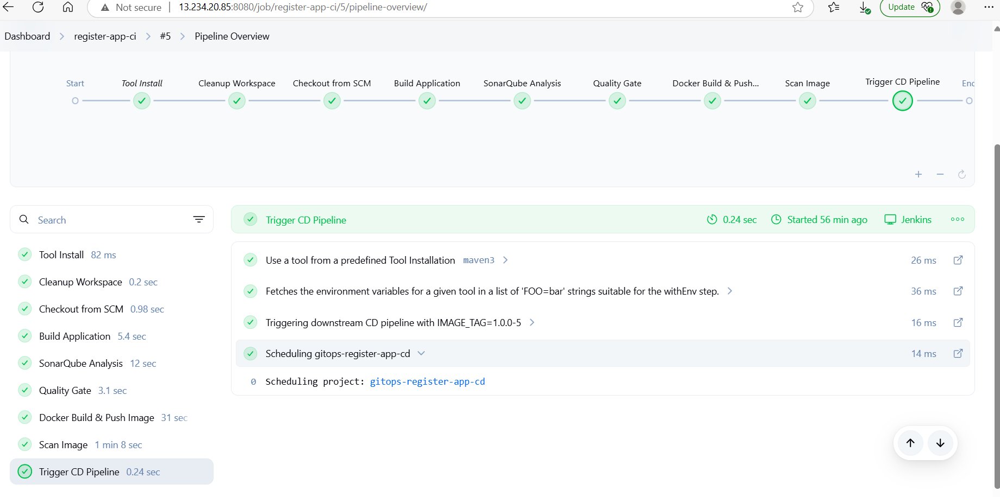 Not secure | 13.234.20.85:8080/job/register-app-ci/5/pipeline-overview/ Update
Dashboard > register-app-ci > #5 > Pipeline Overview
Start Tool Install Cleanup Workspace Checkout from SCM Build Application SonarQube Analysis Quality Gate Docker Build & Push... Scan Image Trigger CD Pipeline
Search
Tool Install 82 ms
Cleanup Workspace 0.2 sec
Checkout from SCM 0.98 sec
Build Application 5.4 sec
SonarQube Analysis 12 sec
Quality Gate 3.1 sec
Docker Build & Push Image 31 sec
Scan Image 1 min 8 sec
Trigger CD Pipeline 0.24 sec
Trigger CD Pipeline 0.24 sec Started 56 min ago Jenkins
Use a tool from a predefined Tool Installation maven3 26 ms
Fetches the environment variables for a given tool in a list of 'FOO=bar' strings suitable for the withEnv step. 36 ms
Triggering downstream CD pipeline with IMAGE_TAG=1.0.0-5 16 ms
Scheduling gitops-register-app-cd 14 ms
0 Scheduling project: gitops-register-app-cd